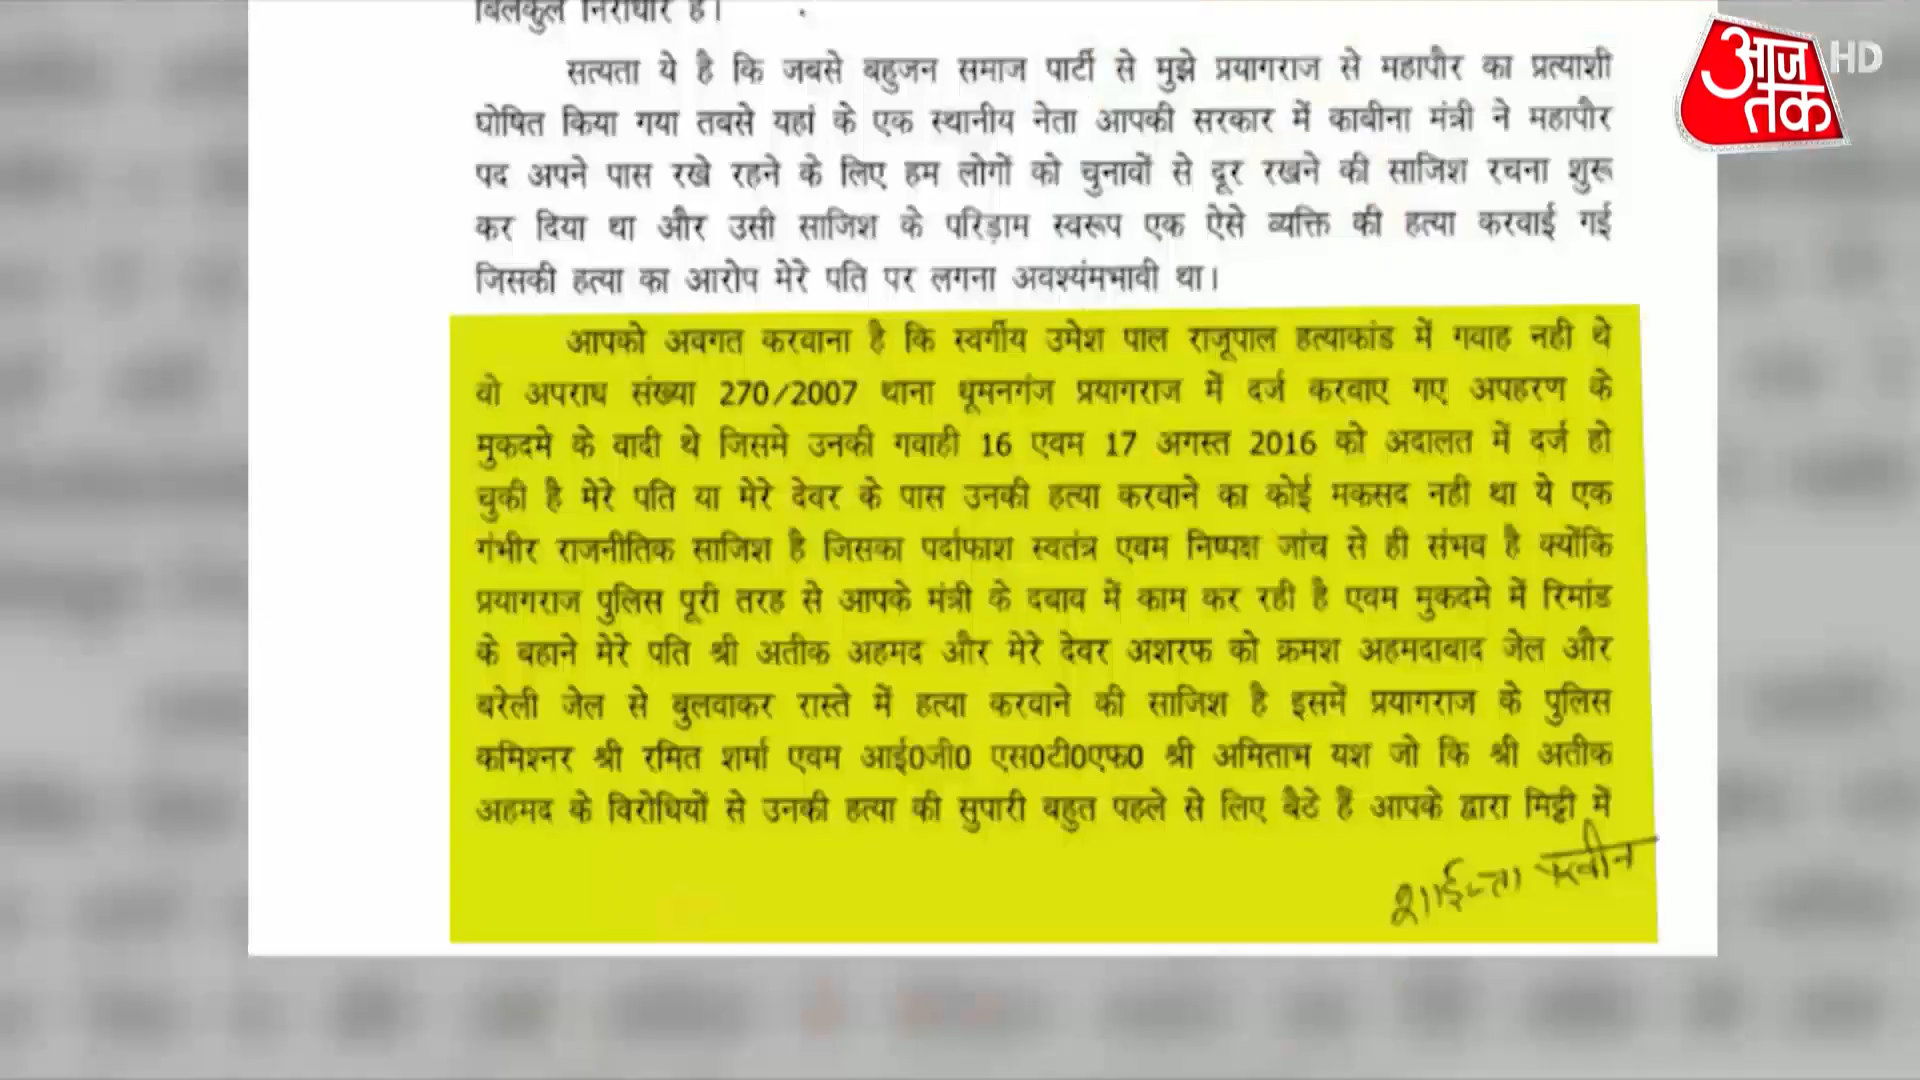 बिलकुल निराधार है।
सत्यता ये है कि जबसे बहुजन समाज पार्टी से मुझे प्रयागराज से महापौर का प्रत्याशी
घोषित किया गया तबसे यहां के एक स्थानीय नेता आपकी सरकार में काबीना मंत्री ने महापौर
पद अपने पास रखे रहने के लिए हम लोगों को चुनावों से दूर रखने की साजिश रचना शुरू
कर दिया था और उसी साजिश के परिड़ाम स्वरूप एक ऐसे व्यक्ति की हत्या करवाई गई
जिसकी हत्या का आरोप मेरे पति पर लगना अवश्यंमभावी था।
आपको अवगत करवाना है कि स्वर्गीय उमेश पाल राजूपाल हत्याकांड में गवाह नही थे
वो अपराध संख्या 270/2007 थाना धूमनगंज प्रयागराज में दर्ज करवाए गए अपहरण के
मुकदमे के वादी थे जिसमे उनकी गवाही 16 एवम 17 अगस्त 2016 को अदालत में दर्ज हो
चुकी है मेरे पति या मेरे देवर के पास उनकी हत्या करवाने का कोई मकसद नही था ये एक
गंभीर राजनीतिक साजिश है जिसका पर्दाफाश स्वतंत्र एवम निष्पक्ष जांच से ही संभव है क्योंकि
प्रयागराज पुलिस पूरी तरह से आपके मंत्री के दबाव में काम कर रही है एवम मुकदमे में रिमांड
के बहाने मेरे पति श्री अतीक अहमद और मेरे देवर अशरफ को क्रमश अहमदाबाद जेल और
बरेली जेल से बुलवाकर रास्ते में हत्या करवाने की साजिश है इसमें प्रयागराज के पुलिस
कमिश्नर श्री रमित शर्मा एवम आई0जी0 एस0टी0एफ0 श्री अमिताभ यश जो कि श्री अतीक
अहमद के विरोधियों से उनकी हत्या की सुपारी बहुत पहले से लिए बैठे हैं आपके द्वारा मिट्टी में
शाईस्ता परवीन
आज तक HD